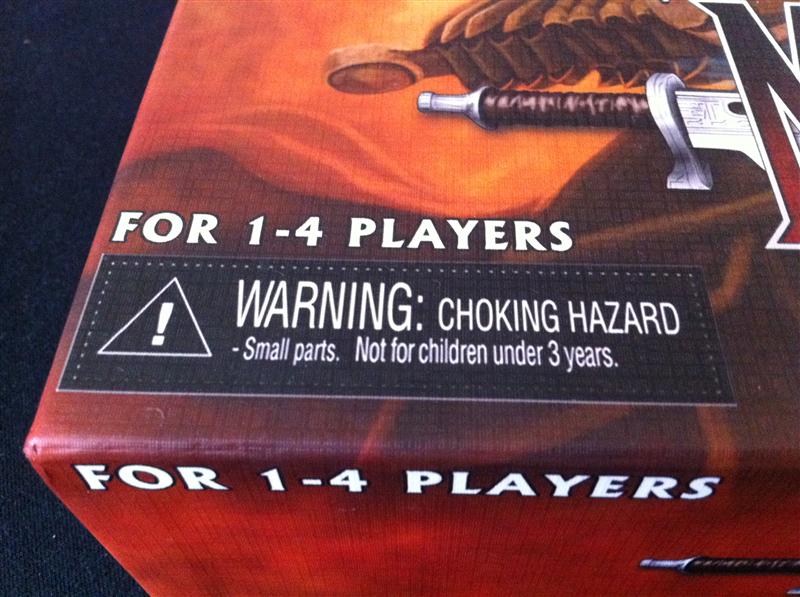 FOR 1-4 PLAYERS
WARNING: CHOKING HAZARD
- Small parts. Not for children under 3 years.
FOR 1-4 PLAYERS